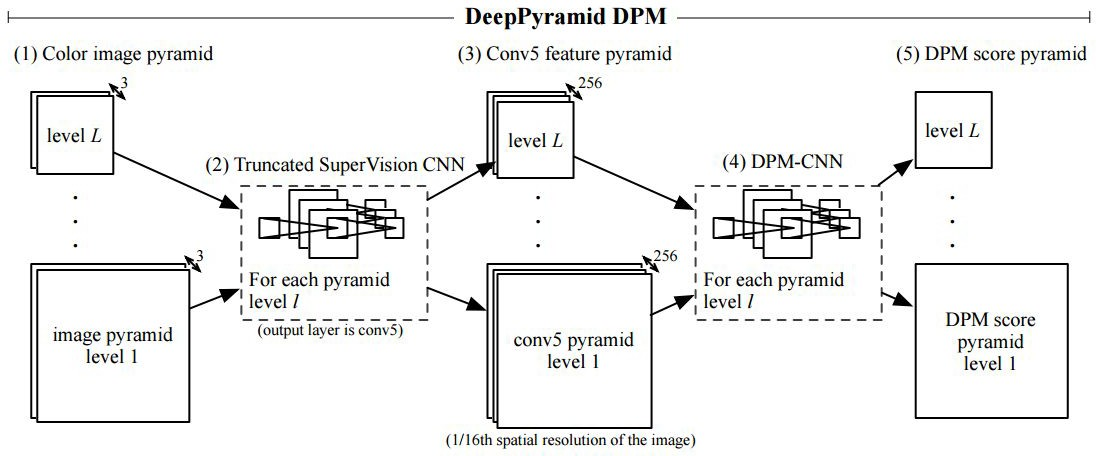 DeepPyramid DPM
(1) Color image pyramid
3
level L
3
image pyramid
level 1
(2) Truncated SuperVision CNN
For each pyramid
level l
(output layer is conv5)
(3) Conv5 feature pyramid
256
level L
256
conv5 pyramid
level 1
(1/16th spatial resolution of the image)
(4) DPM-CNN
For each pyramid
level l
(5) DPM score pyramid
level L
DPM score
pyramid
level 1